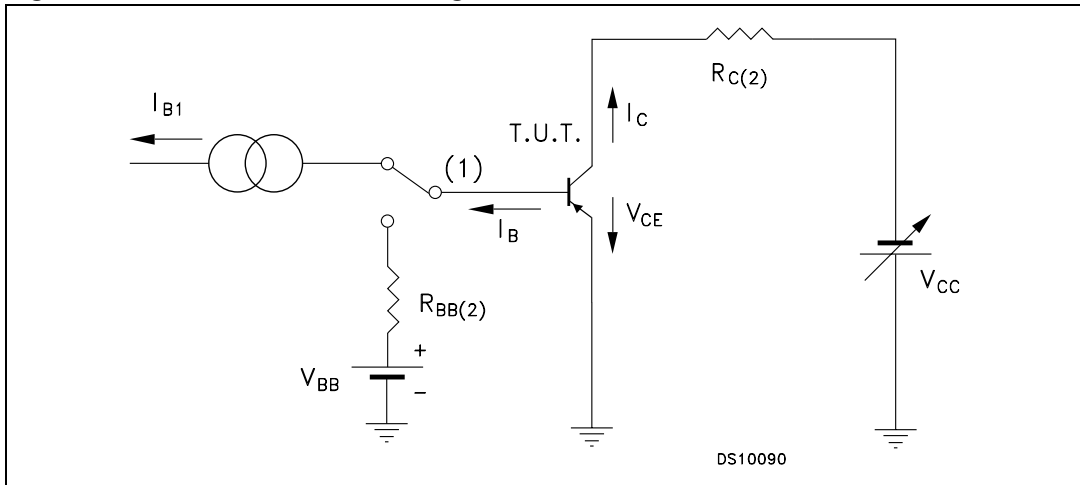 R_C(2)
I_B1
I_C
T.U.T.
(1)
V_CE
I_B
V_CC
R_BB(2)
+
V_BB
−
DS10090